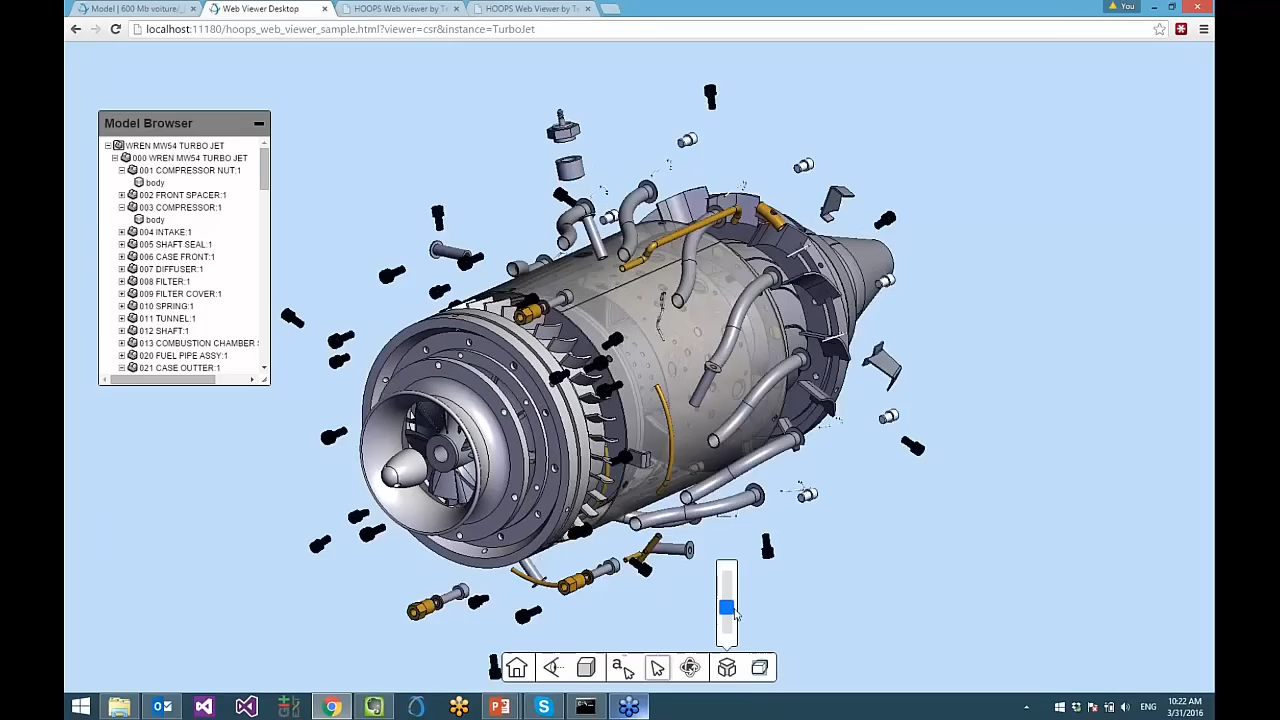 Model | 600 Mb voiture/_
Web Viewer Desktop
HOOPS Web Viewer by Te
HOOPS Web Viewer by Te
You
localhost:11180/hoops_web_viewer_sample.html?viewer=csr&instance=TurboJet
Model Browser
WREN MW54 TURBO JET
000 WREN MW54 TURBO JET
001 COMPRESSOR NUT:1
body
002 FRONT SPACER:1
003 COMPRESSOR:1
body
004 INTAKE:1
005 SHAFT SEAL:1
006 CASE FRONT:1
007 DIFFUSER:1
008 FILTER:1
009 FILTER COVER:1
010 SPRING:1
011 TUNNEL:1
012 SHAFT:1
013 COMBUSTION CHAMBER
020 FUEL PIPE ASSY:1
021 CASE OUTTER:1
a
ENG
10:22 AM
3/31/2016